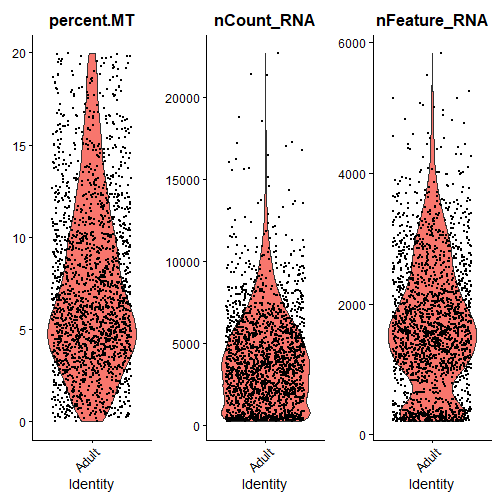 percent.MT
20
15
10
5
0
Adult
Identity
nCount_RNA
20000
15000
10000
5000
0
Adult
Identity
nFeature_RNA
6000
4000
2000
0
Adult
Identity